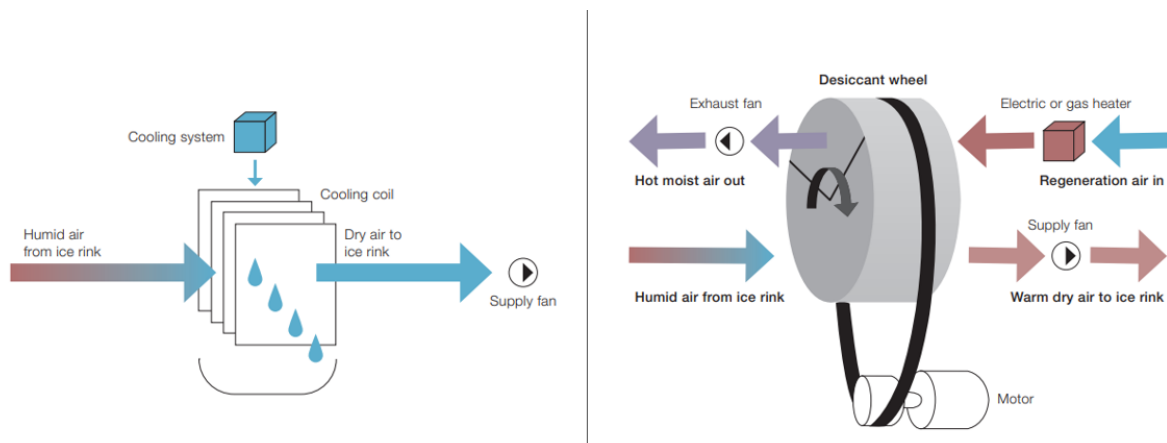 Cooling system
Cooling coil
Humid air
from ice rink
Dry air to
ice rink
Supply fan
Desiccant wheel
Exhaust fan
Electric or gas heater
Hot moist air out
Regeneration air in
Supply fan
Humid air from ice rink
Warm dry air to ice rink
Motor